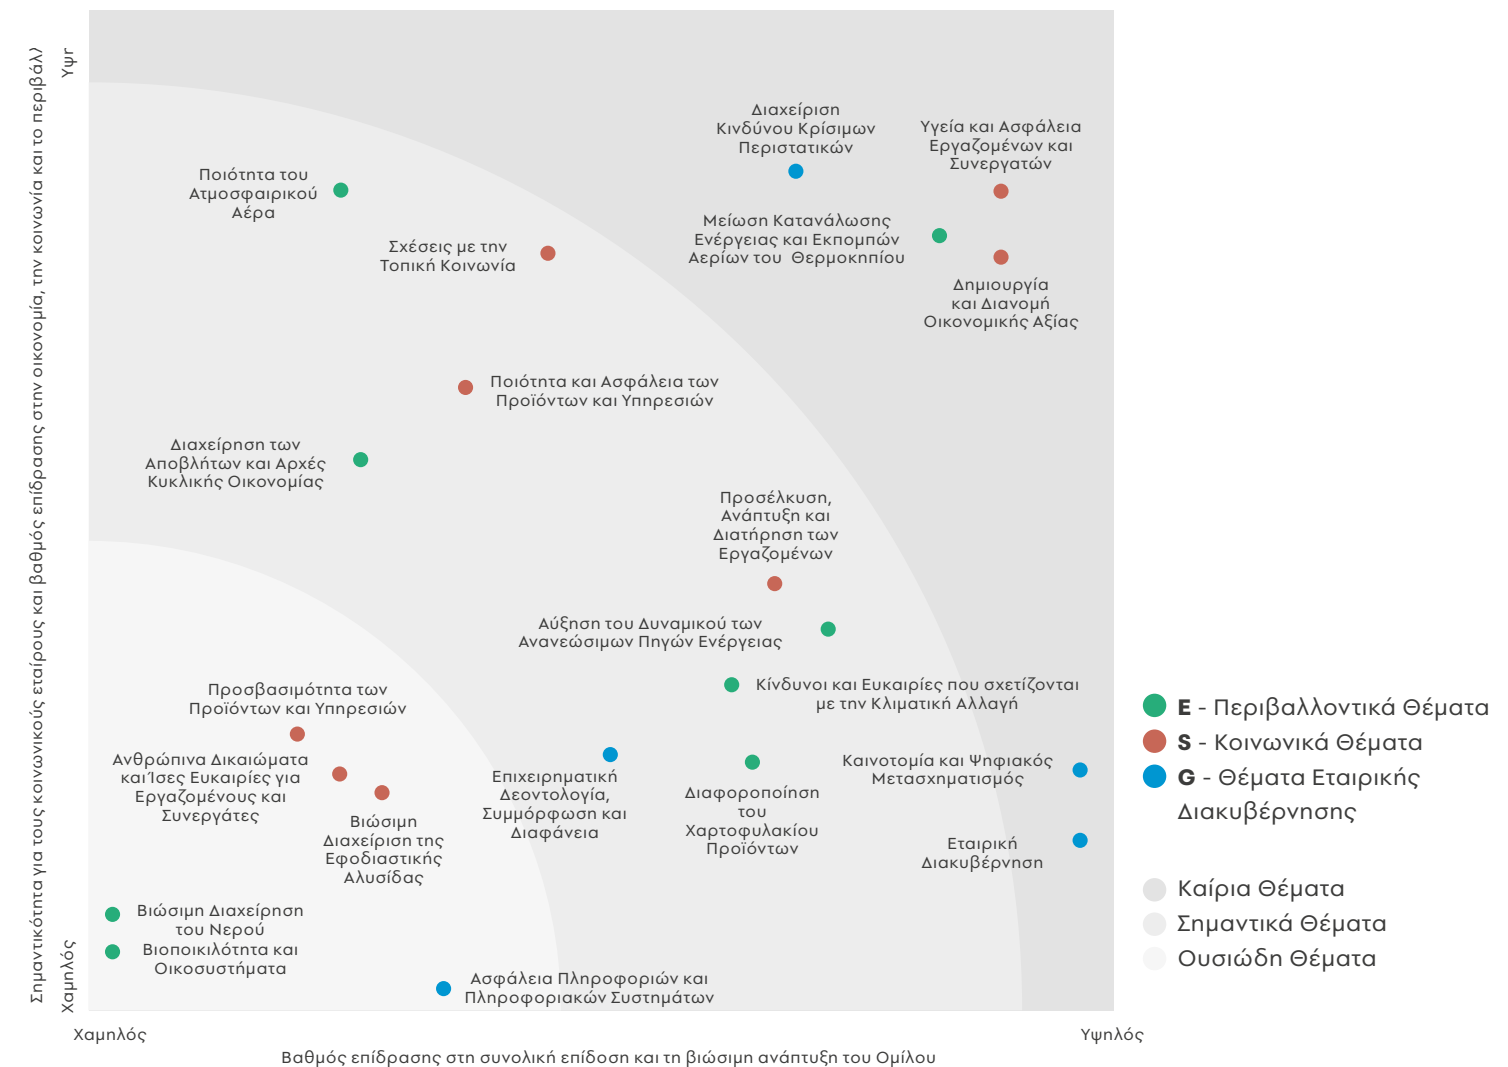 Σημαντικότητα για τους κοινωνικούς εταίρους και βαθμός επίδρασης στην οικονομία, την κοινωνία και το περιβάλ
Υψr
Χαμηλός
Διαχείριση
Κινδύνου Κρίσιμων
Περιστατικών
Υγεία και Ασφάλεια
Εργαζομένων και
Συνεργατών
Ποιότητα του
Ατμοσφαιρικού
Αέρα
Σχέσεις με την
Τοπική Κοινωνία
Μείωση Κατανάλωσης
Ενέργειας και Εκπομπών
Αερίων του Θερμοκηπίου
Δημιουργία
και Διανομή
Οικονομικής Αξίας
Ποιότητα και Ασφάλεια των
Προϊόντων και Υπηρεσιών
Διαχείρηση των
Αποβλήτων και Αρχές
Κυκλικής Οικονομίας
Προσέλκυση,
Ανάπτυξη και
Διατήρηση των
Εργαζομένων
Αύξηση του Δυναμικού των
Ανανεώσιμων Πηγών Ενέργειας
Κίνδυνοι και Ευκαιρίες που σχετίζονται
με την Κλιματική Αλλαγή
Προσβασιμότητα των
Προϊόντων και Υπηρεσιών
Ανθρώπινα Δικαιώματα
και Ίσες Ευκαιρίες για
Εργαζομένους και
Συνεργάτες
Βιώσιμη
Διαχείριση της
Εφοδιαστικής
Αλυσίδας
Επιχειρηματική
Δεοντολογία,
Συμμόρφωση και
Διαφάνεια
Διαφοροποίηση
του
Χαρτοφυλακίου
Προϊόντων
Καινοτομία και Ψηφιακός
Μετασχηματισμός
Εταιρική
Διακυβέρνηση
Βιώσιμη Διαχείρηση
του Νερού
Βιοποικιλότητα και
Οικοσυστήματα
Ασφάλεια Πληροφοριών και
Πληροφοριακών Συστημάτων
Χαμηλός
Υψηλός
Βαθμός επίδρασης στη συνολική επίδοση και τη βιώσιμη ανάπτυξη του Ομίλου
E - Περιβαλλοντικά Θέματα
S - Κοινωνικά Θέματα
G - Θέματα Εταιρικής
Διακυβέρνησης
Καίρια Θέματα
Σημαντικά Θέματα
Ουσιώδη Θέματα